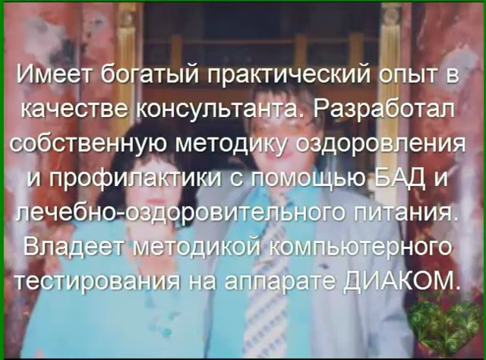 Имеет богатый практический опыт в
качестве консультанта. Разработал
собственную методику оздоровления
и профилактики с помощью БАД и
лечебно-оздоровительного питания.
Владеет методикой компьютерного
тестирования на аппарате ДИАКОМ.